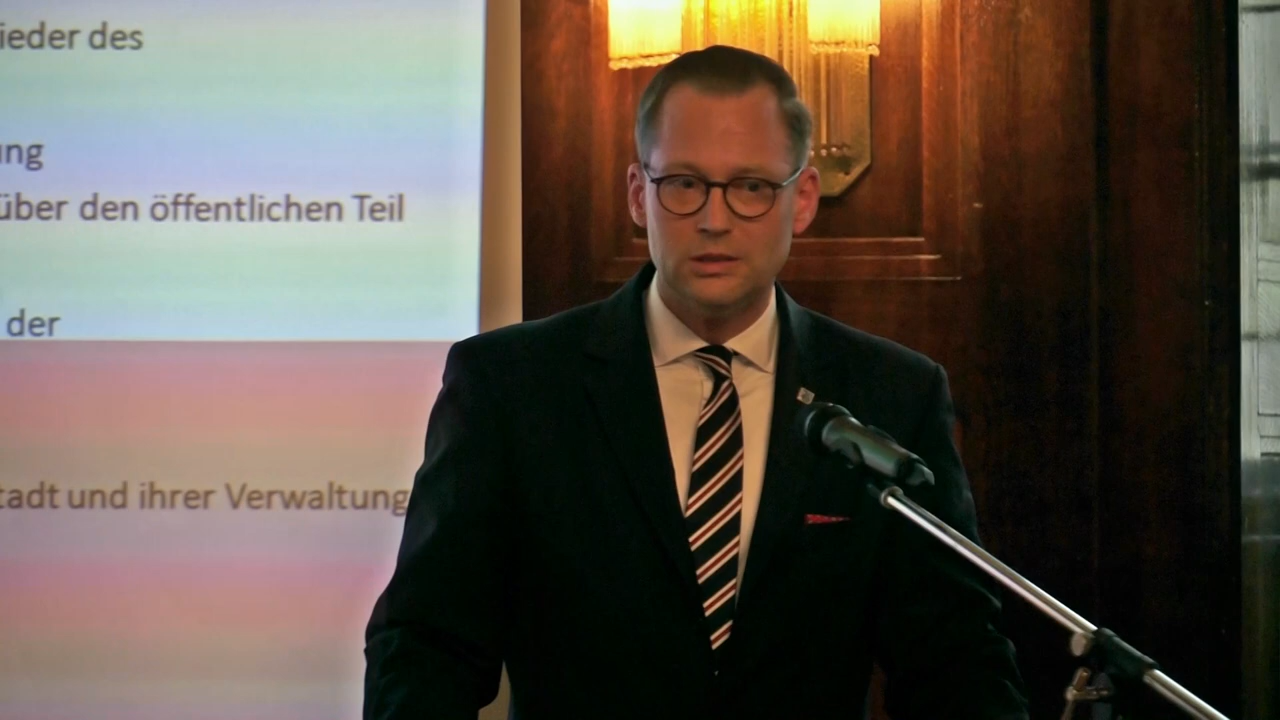 ieder des
ung
über den öffentlichen Teil
der
tadt und ihrer Verwaltung